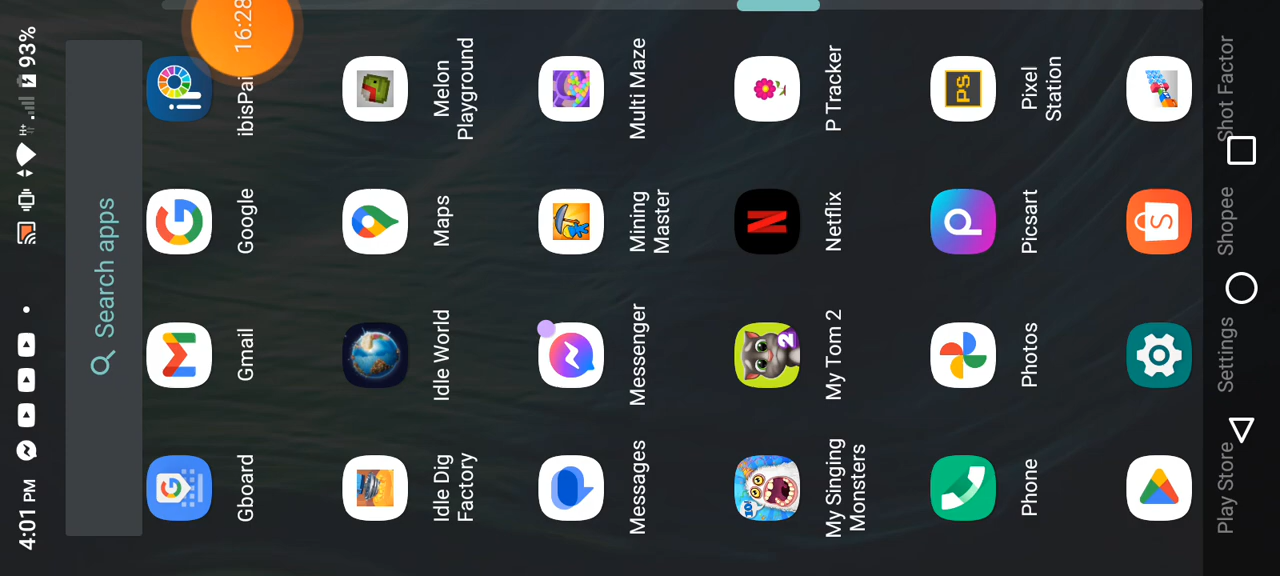 4:01 PM
93%
16:28
Search apps
Gboard
Gmail
Google
ibisPai
Idle Dig
Factory
Idle World
Maps
Melon
Playground
Messages
Messenger
Mining
Master
Multi Maze
My Singing
Monsters
My Tom 2
Netflix
P Tracker
Phone
Photos
Picsart
Pixel
Station
PS
Play Store
Settings
Shopee
Shot Factor